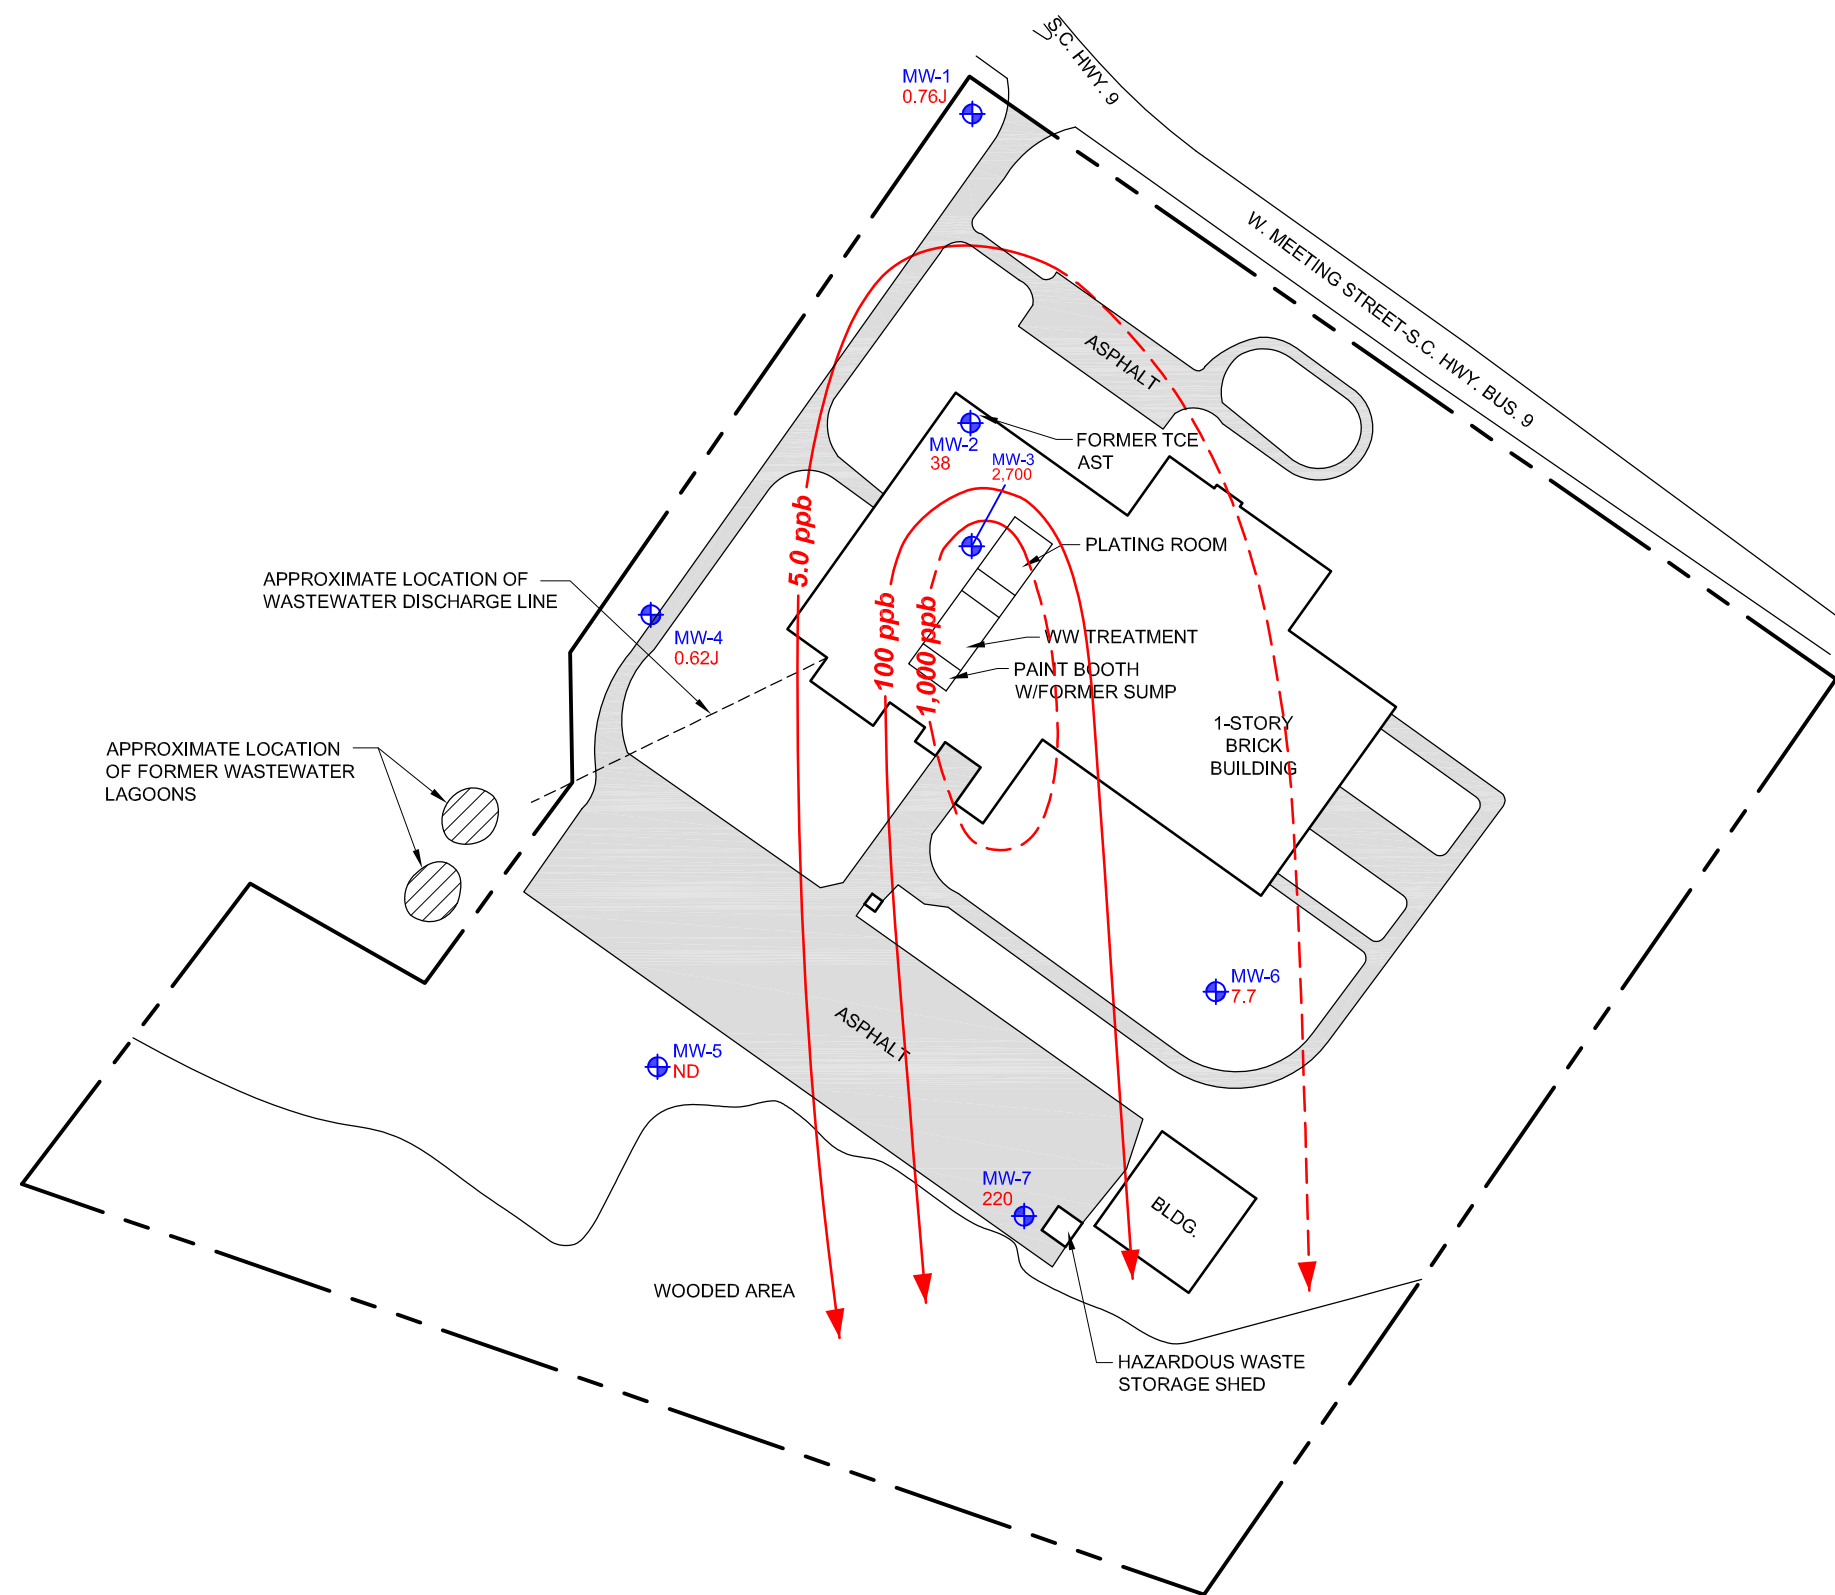 S.C. HWY. 9
MW-1
0.76J
W. MEETING STREET-S.C. HWY. BUS. 9
ASPHALT
MW-2
38
FORMER TCE
AST
MW-3
2,700
5.0 ppb
PLATING ROOM
APPROXIMATE LOCATION OF
WASTEWATER DISCHARGE LINE
100 ppb
1,000 ppb
MW-4
0.62J
WW TREATMENT
PAINT BOOTH
W/FORMER SUMP
1-STORY
BRICK
BUILDING
APPROXIMATE LOCATION
OF FORMER WASTEWATER
LAGOONS
MW-6
7.7
ASPHALT
MW-5
ND
MW-7
220
BLDG.
WOODED AREA
HAZARDOUS WASTE
STORAGE SHED